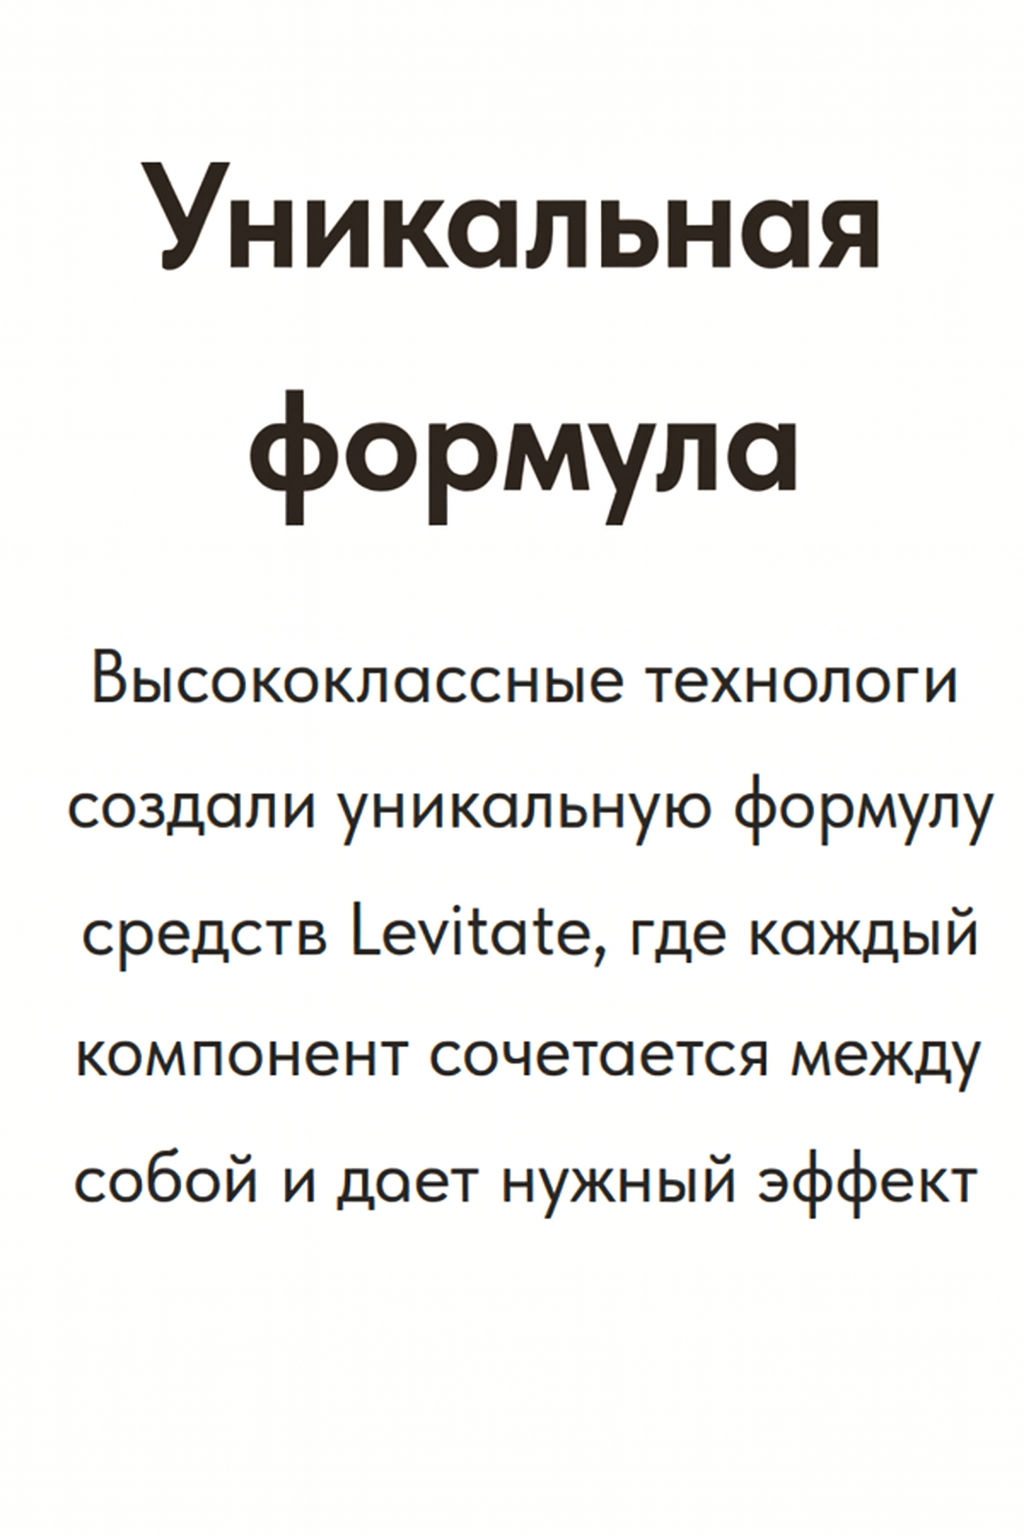 Уникальная
формула
Высококлассные технологи
создали уникальную формулу
средств Levitate, где каждый
компонент сочетается между
собой и дает нужный эффект